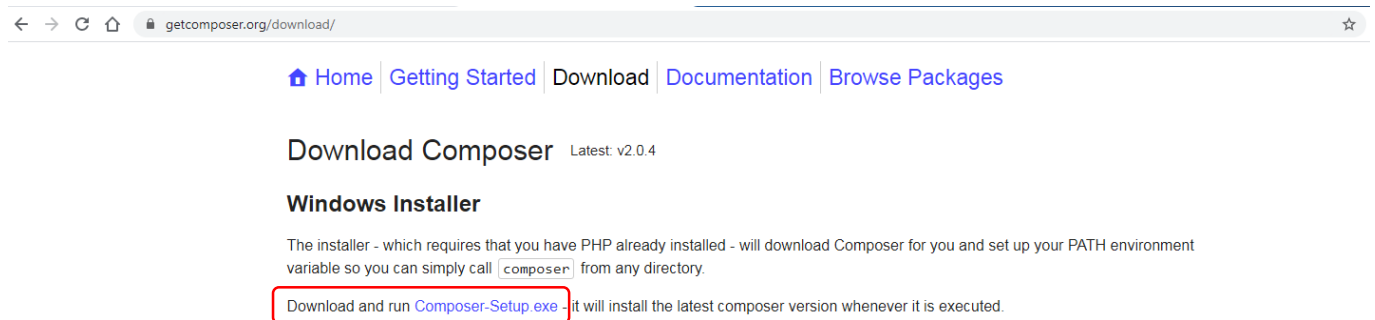 getcomposer.org/download/
Home Getting Started Download Documentation Browse Packages
Download Composer Latest: v2.0.4
Windows Installer
The installer - which requires that you have PHP already installed - will download Composer for you and set up your PATH environment
variable so you can simply call composer from any directory.
Download and run Composer-Setup.exe - it will install the latest composer version whenever it is executed.